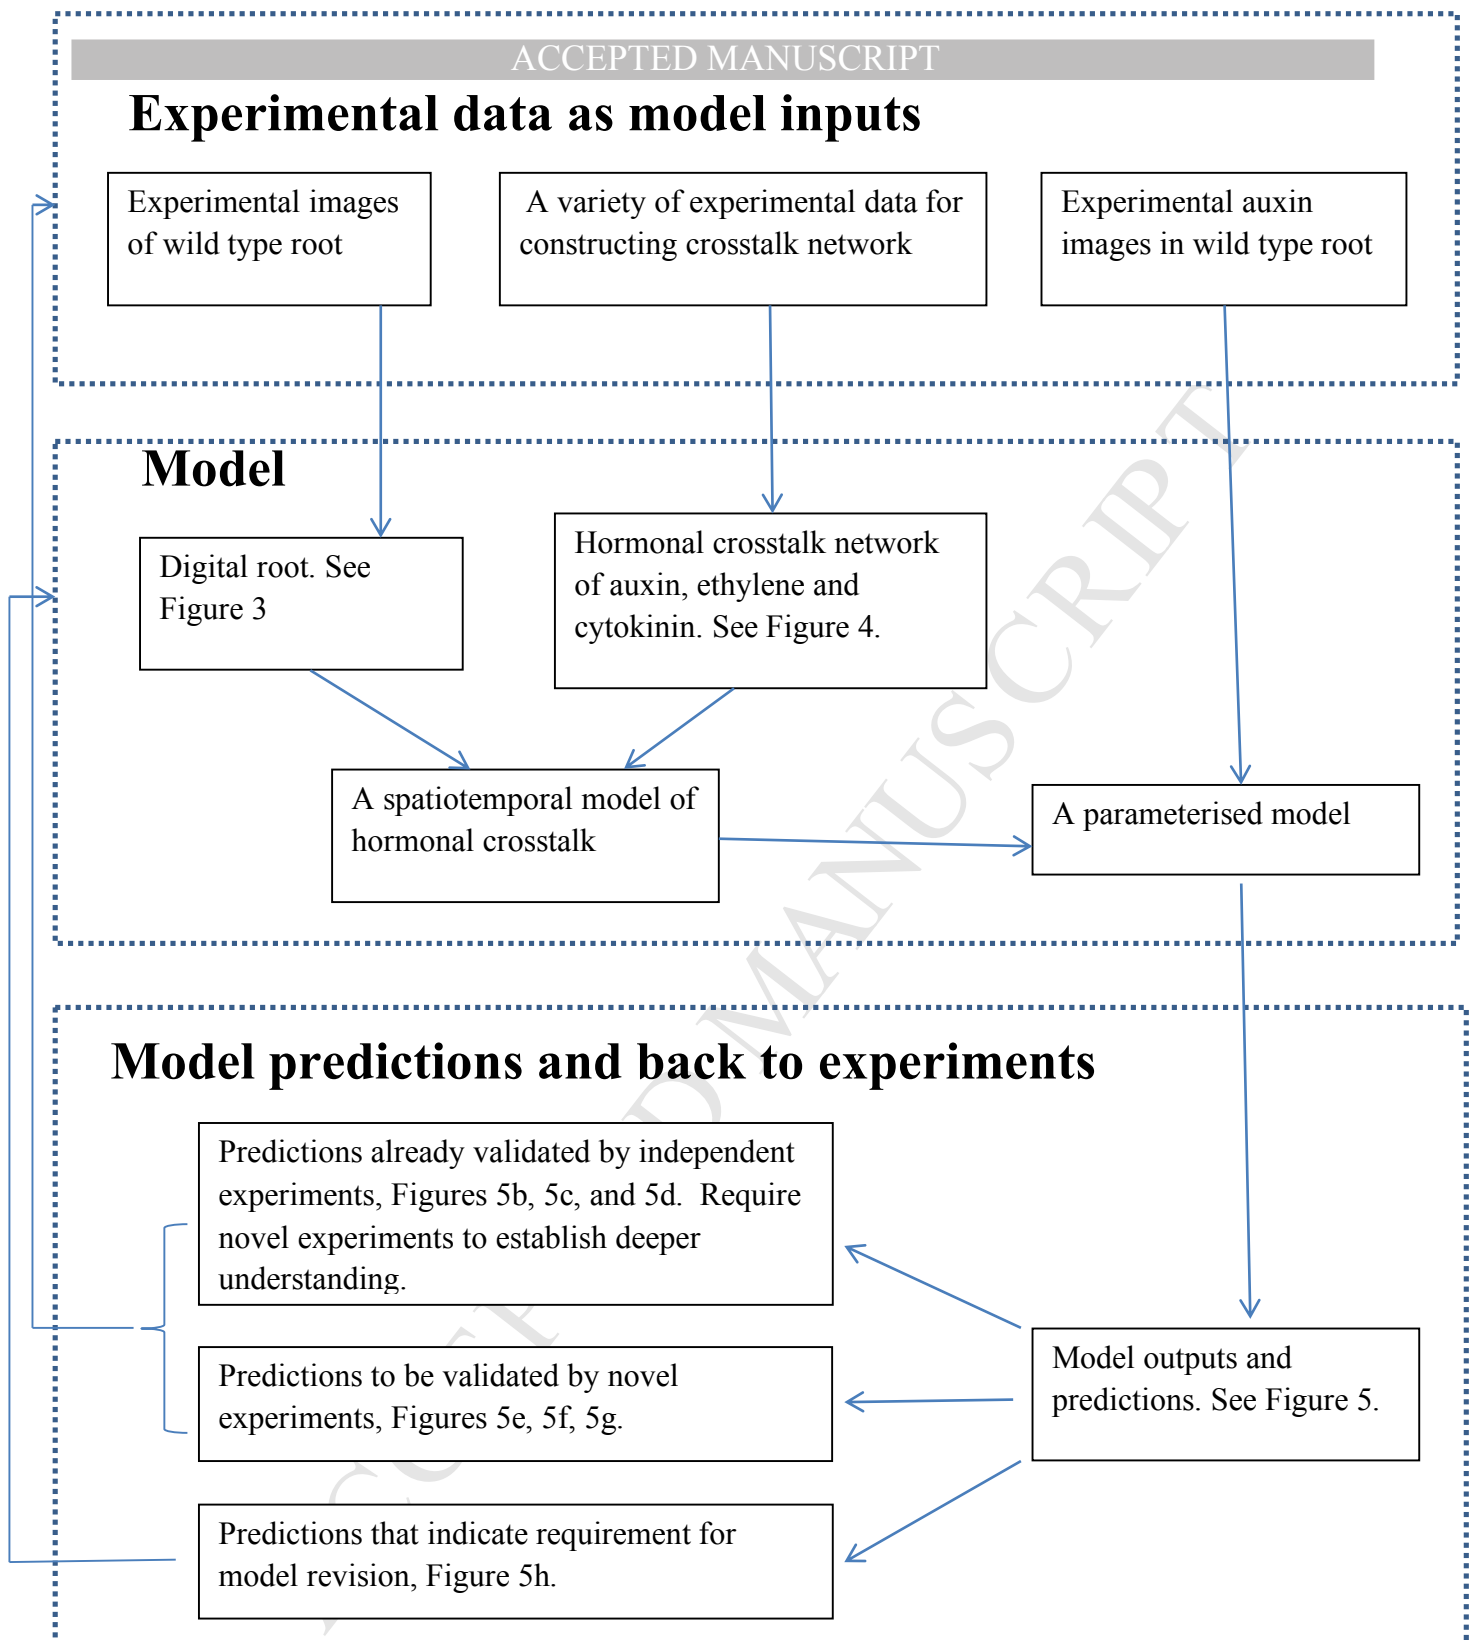 ACCEPTED MANUSCRIPT
Experimental data as model inputs
Experimental images
of wild type root
A variety of experimental data for
constructing crosstalk network
Experimental auxin
images in wild type root
Model
Digital root. See
Figure 3
Hormonal crosstalk network
of auxin, ethylene and
cytokinin. See Figure 4.
A spatiotemporal model of
hormonal crosstalk
A parameterised model
Model predictions and back to experiments
Predictions already validated by independent
experiments, Figures 5b, 5c, and 5d.  Require
novel experiments to establish deeper
understanding.
Predictions to be validated by novel
experiments, Figures 5e, 5f, 5g.
Model outputs and
predictions. See Figure 5.
Predictions that indicate requirement for
model revision, Figure 5h.
ACCEPTED MANUSCRIPT